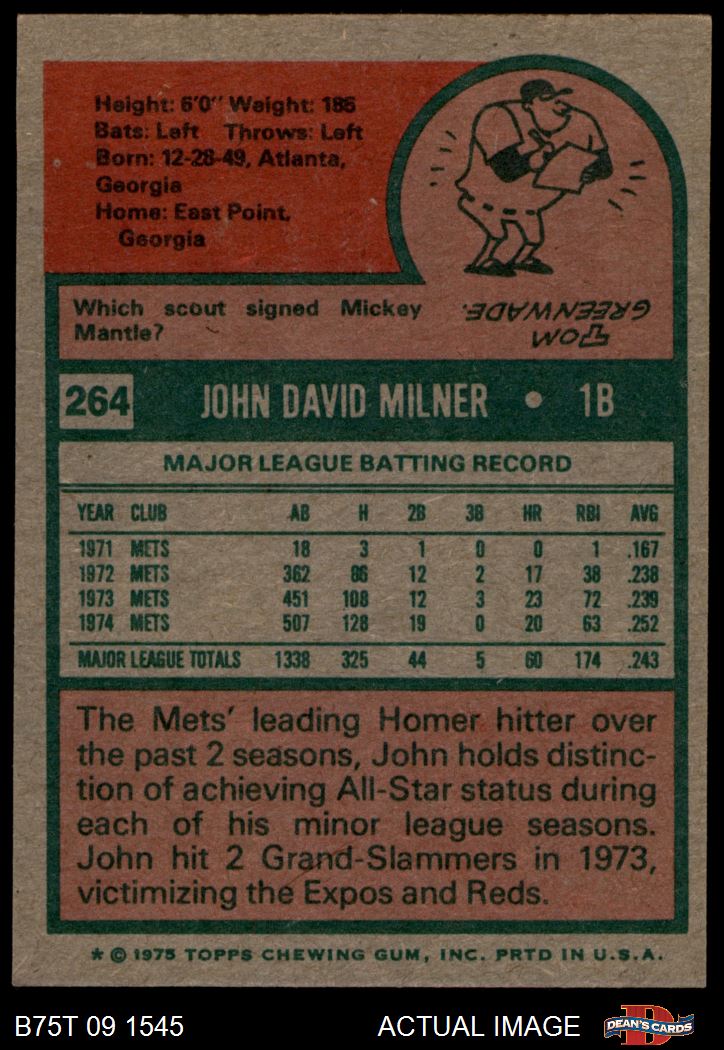 Height: 6'0" Weight: 185
Bats: Left Throws: Left
Born: 12-28-49, Atlanta,
Georgia
Home: East Point,
Georgia
Which scout signed Mickey
Mantle?
TOM
GREENWADE.
264 JOHN DAVID MILNER • 1B
MAJOR LEAGUE BATTING RECORD
YEAR CLUB AB H 2B 3B HR RBI AVG
1971 METS 18 3 1 0 0 1 .167
1972 METS 362 86 12 2 17 38 .238
1973 METS 451 108 12 3 23 72 .239
1974 METS 507 128 19 0 20 63 .252
MAJOR LEAGUE TOTALS 1338 325 44 5 60 174 .243
The Mets' leading Homer hitter over
the past 2 seasons, John holds distinc-
tion of achieving All-Star status during
each of his minor league seasons.
John hit 2 Grand-Slammers in 1973,
victimizing the Expos and Reds.
* © 1975 TOPPS CHEWING GUM, INC. PRTD IN U.S.A.
B75T 09 1545 ACTUAL IMAGE D DEAN'S CARDS